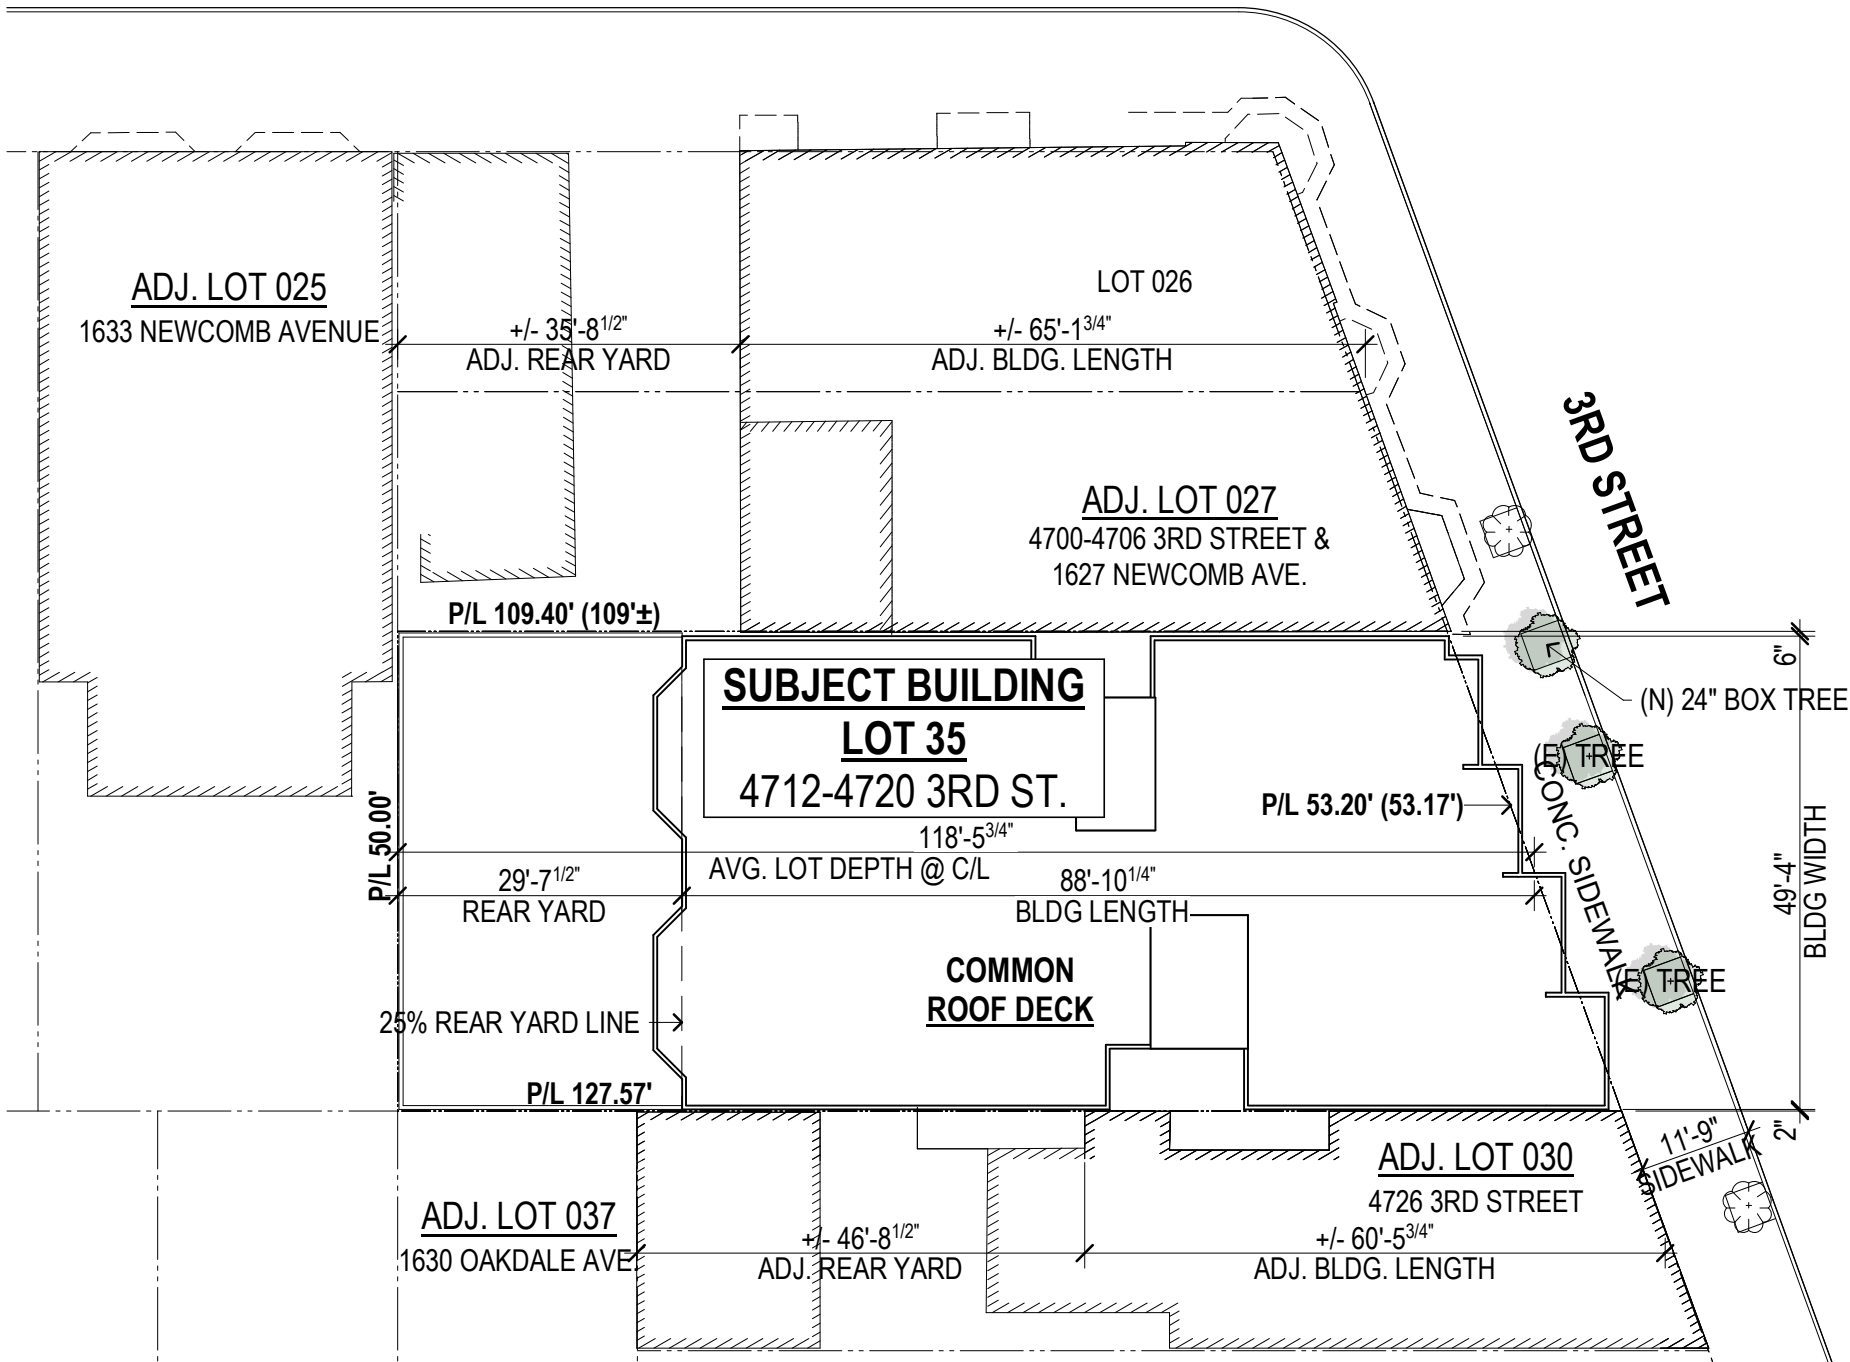 ADJ. LOT 025
1633 NEWCOMB AVENUE
LOT 026
+/- 35'-8 1/2"
ADJ. REAR YARD
+/- 65'-1 3/4"
ADJ. BLDG. LENGTH
3RD STREET
ADJ. LOT 027
4700-4706 3RD STREET &
1627 NEWCOMB AVE.
P/L 109.40' (109'±)
6"
(N) 24" BOX TREE
SUBJECT BUILDING
LOT 35
4712-4720 3RD ST.
(E) TREE
P/L 53.20' (53.17')
CONC. SIDEWALK
P/L 50.00'
118'-5 3/4"
AVG. LOT DEPTH @ C/L
29'-7 1/2"
REAR YARD
88'-10 1/4"
BLDG LENGTH
49'-4"
BLDG WIDTH
COMMON
ROOF DECK
(E) TREE
25% REAR YARD LINE
P/L 127.57'
2"
11'-9"
SIDEWALK
ADJ. LOT 030
4726 3RD STREET
ADJ. LOT 037
1630 OAKDALE AVE.
+/- 46'-8 1/2"
ADJ. REAR YARD
+/- 60'-5 3/4"
ADJ. BLDG. LENGTH